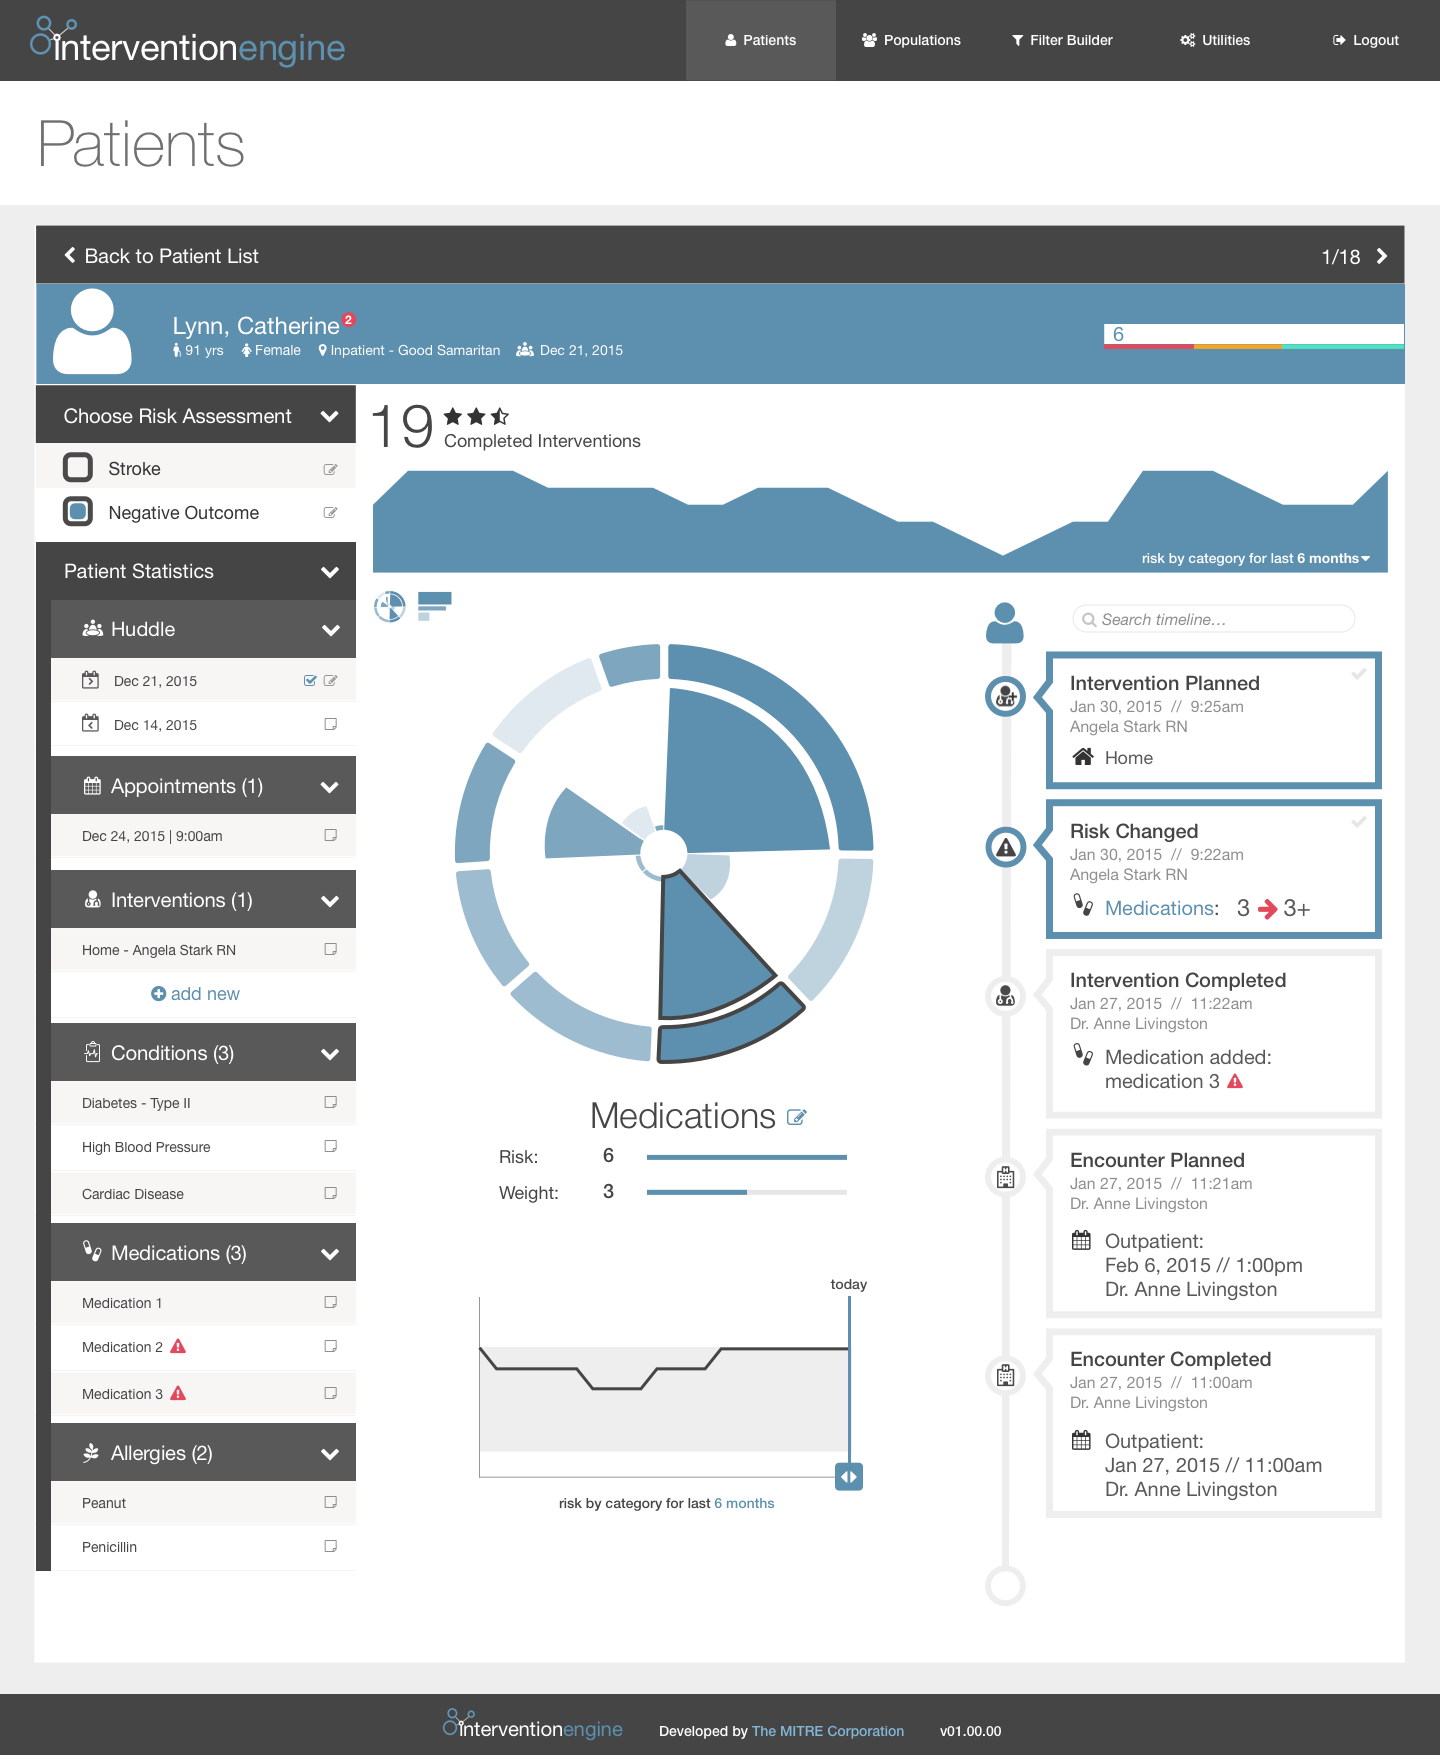 interventionengine
Patients
Populations
Filter Builder
Utilities
Logout
Patients
Back to Patient List
1/18
Lynn, Catherine 2
91 yrs Female Inpatient - Good Samaritan Dec 21, 2015
6
Choose Risk Assessment
Stroke
Negative Outcome
Patient Statistics
Huddle
Dec 21, 2015
Dec 14, 2015
Appointments (1)
Dec 24, 2015 | 9:00am
Interventions (1)
Home - Angela Stark RN
add new
Conditions (3)
Diabetes - Type II
High Blood Pressure
Cardiac Disease
Medications (3)
Medication 1
Medication 2
Medication 3
Allergies (2)
Peanut
Penicillin
19
Completed Interventions
risk by category for last 6 months
Medications
Risk: 6
Weight: 3
today
risk by category for last 6 months
Search timeline...
Intervention Planned
Jan 30, 2015 // 9:25am
Angela Stark RN
Home
Risk Changed
Jan 30, 2015 // 9:22am
Angela Stark RN
Medications: 3 3+
Intervention Completed
Jan 27, 2015 // 11:22am
Dr. Anne Livingston
Medication added:
medication 3
Encounter Planned
Jan 27, 2015 // 11:21am
Dr. Anne Livingston
Outpatient:
Feb 6, 2015 // 1:00pm
Dr. Anne Livingston
Encounter Completed
Jan 27, 2015 // 11:00am
Dr. Anne Livingston
Outpatient:
Jan 27, 2015 // 11:00am
Dr. Anne Livingston
interventionengine
Developed by The MITRE Corporation
v01.00.00